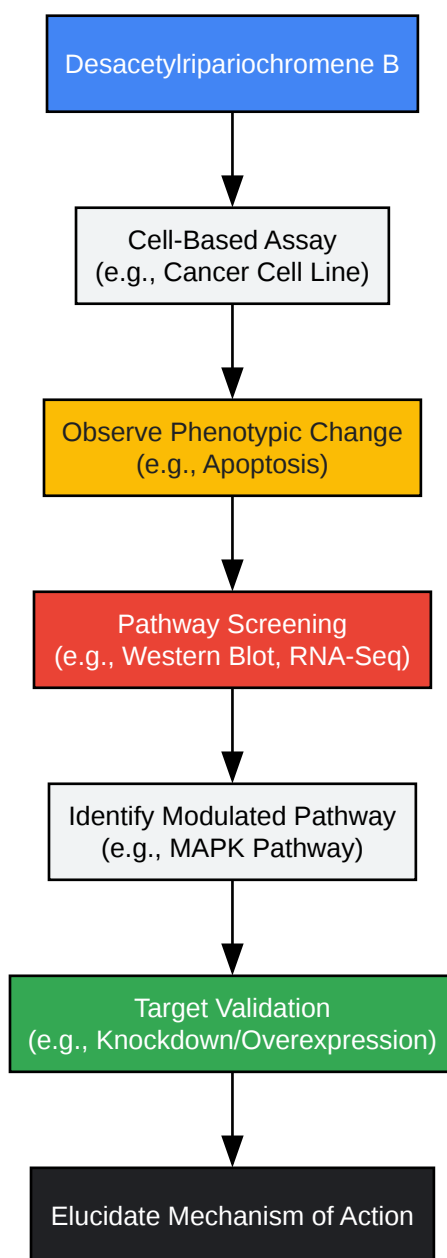 Desacetylripariochromene B
Cell-Based Assay
(e.g., Cancer Cell Line)
Observe Phenotypic Change
(e.g., Apoptosis)
Pathway Screening
(e.g., Western Blot, RNA-Seq)
Identify Modulated Pathway
(e.g., MAPK Pathway)
Target Validation
(e.g., Knockdown/Overexpression)
Elucidate Mechanism of Action